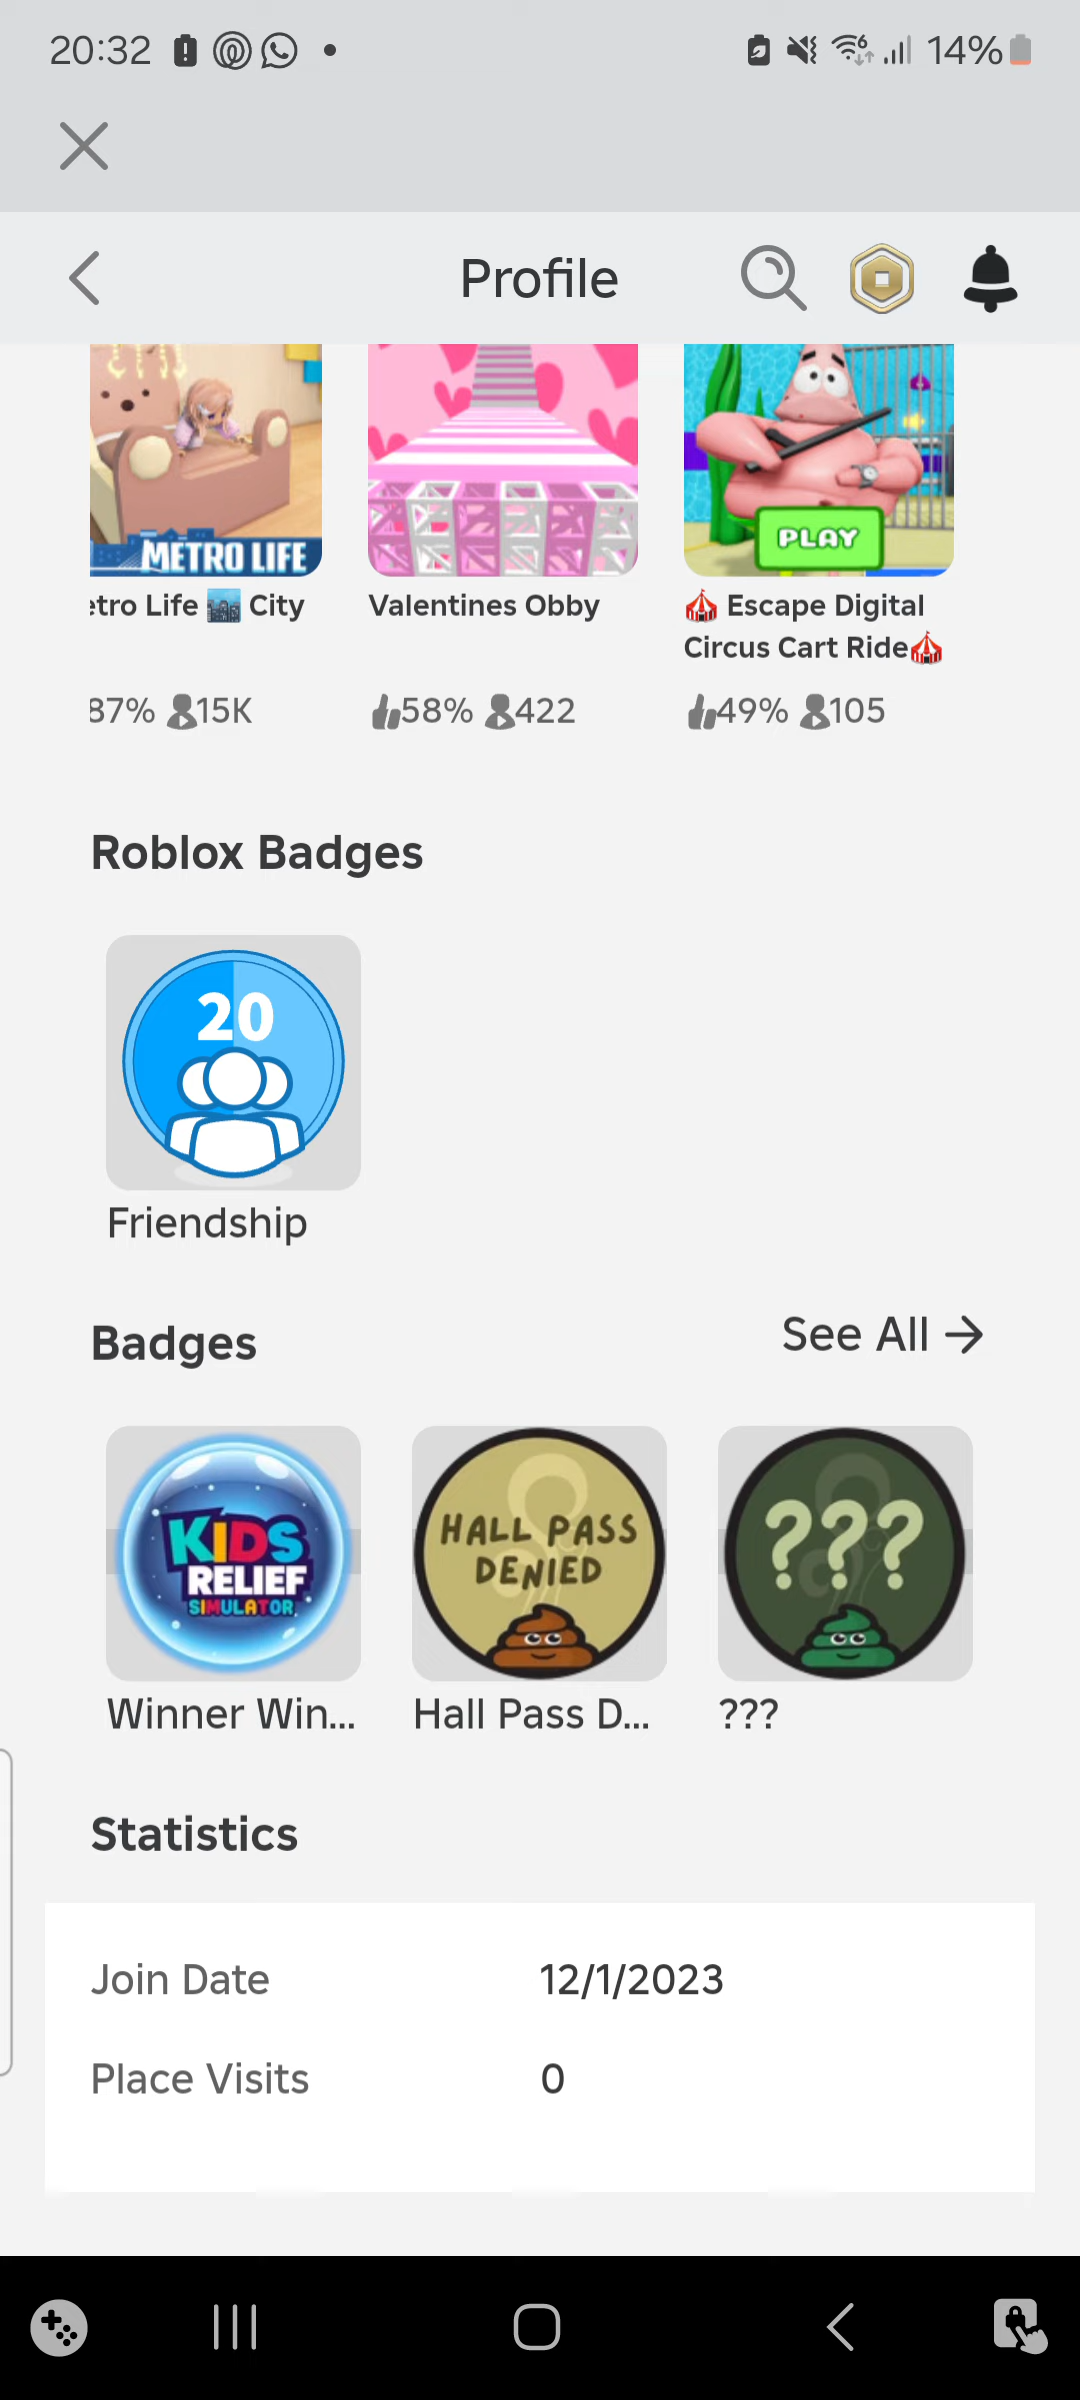 20:32
14%
Profile
METRO LIFE
PLAY
etro Life 🏙️ City
Valentines Obby
🎪 Escape Digital
Circus Cart Ride🎪
87% 15K
58% 422
49% 105
Roblox Badges
20
Friendship
Badges
See All →
KIDS
RELIEF
SIMULATOR
HALL PASS
DENIED
???
Winner Win...
Hall Pass D...
???
Statistics
Join Date 12/1/2023
Place Visits 0